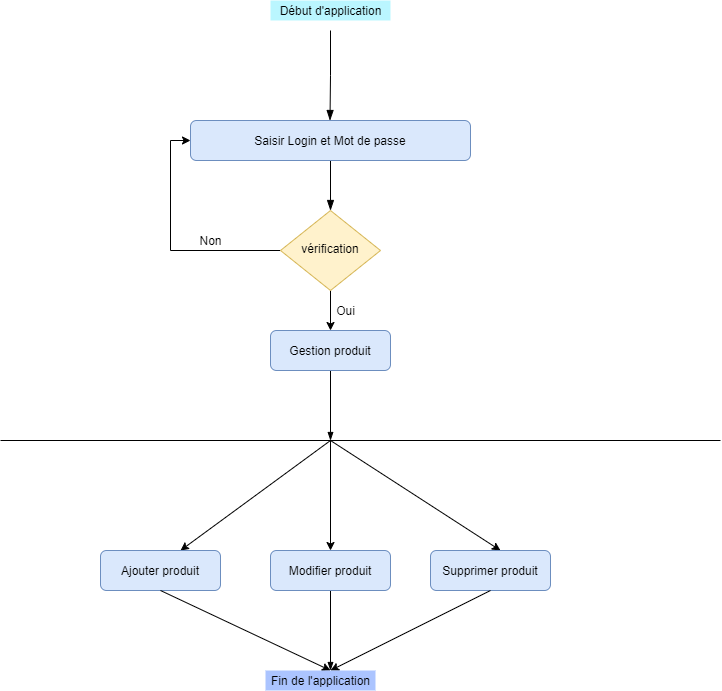 Début d'application
Saisir Login et Mot de passe
vérification
Non
Oui
Gestion produit
Ajouter produit
Modifier produit
Supprimer produit
Fin de l'application